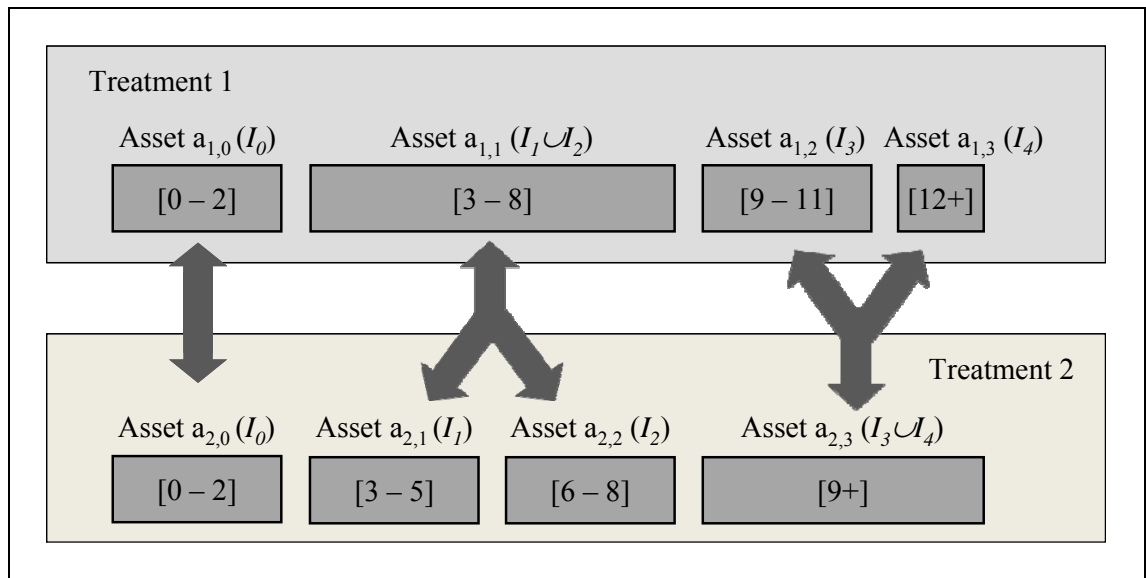 Treatment 1
Asset a1,0 (I0) Asset a1,1 (I1∪I2) Asset a1,2 (I3) Asset a1,3 (I4)
[0 – 2] [3 – 8] [9 – 11] [12+]
Treatment 2
Asset a2,0 (I0) Asset a2,1 (I1) Asset a2,2 (I2) Asset a2,3 (I3∪I4)
[0 – 2] [3 – 5] [6 – 8] [9+]